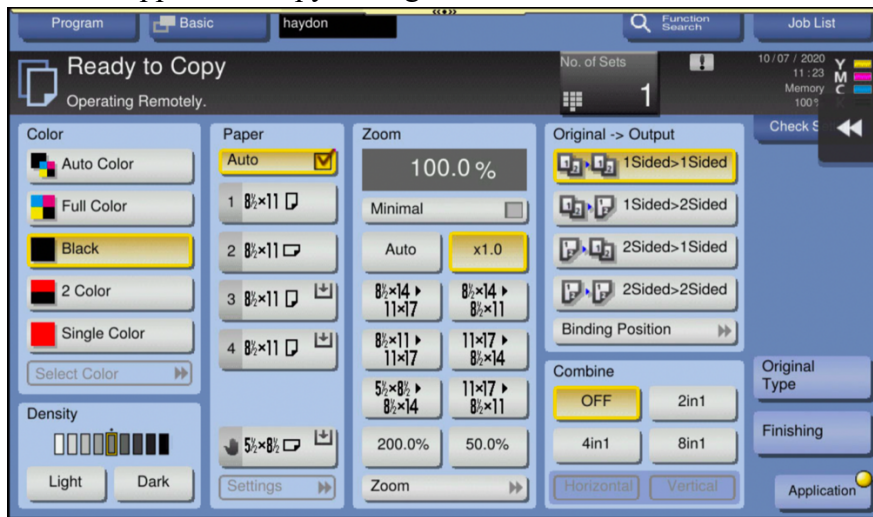 Program
Basic
haydon
Function
Search
Job List
Ready to Copy
Operating Remotely.
No. of Sets
1
10/07 / 2020
11 : 23
Memory
100%
Y
M
C
K
Check S
Color
Auto Color
Full Color
Black
2 Color
Single Color
Select Color
Density
Light
Dark
Paper
Auto
1 8½×11
2 8½×11
3 8½×11
4 8½×11
5½×8½
Settings
Zoom
100.0 %
Minimal
Auto
x1.0
8½×14
11×17
8½×14
8½×11
8½×11
11×17
11×17
8½×14
5½×8½
8½×14
11×17
8½×11
200.0%
50.0%
Zoom
Original -> Output
1Sided>1Sided
1Sided>2Sided
2Sided>1Sided
2Sided>2Sided
Binding Position
Combine
OFF
2in1
4in1
8in1
Horizontal
Vertical
Original
Type
Finishing
Application